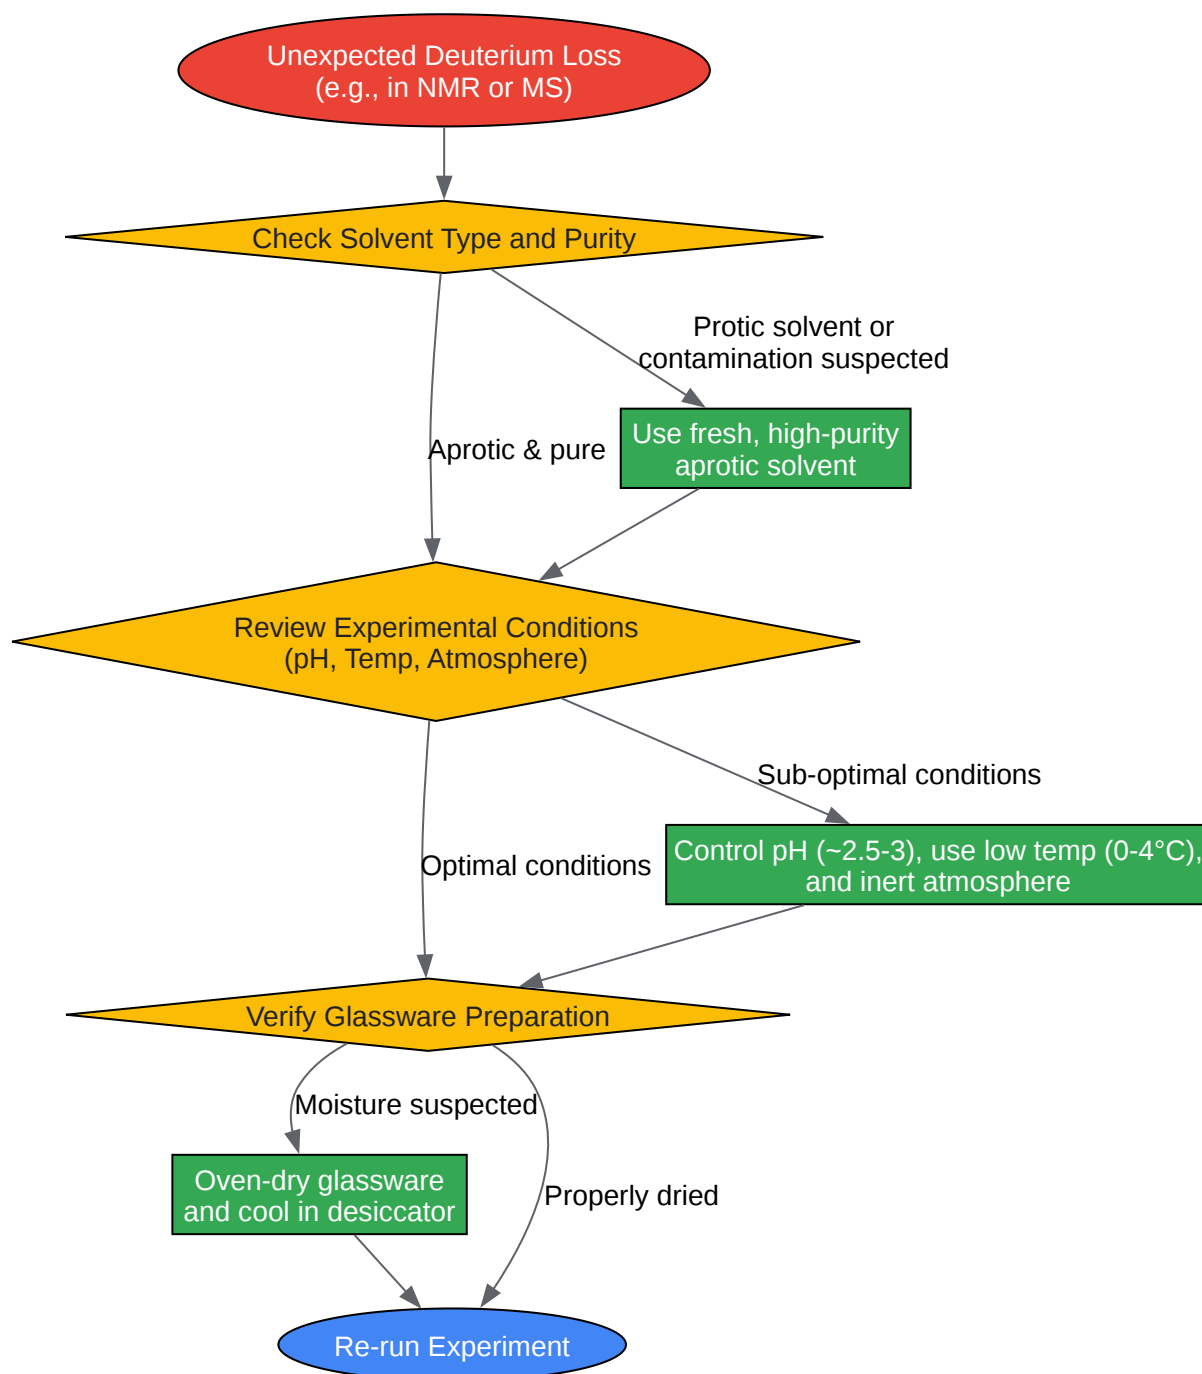 Unexpected Deuterium Loss
(e.g., in NMR or MS)
Check Solvent Type and Purity
Protic solvent or
contamination suspected
Use fresh, high-purity
aprotic solvent
Aprotic & pure
Review Experimental Conditions
(pH, Temp, Atmosphere)
Sub-optimal conditions
Control pH (~2.5-3), use low temp (0-4°C),
and inert atmosphere
Optimal conditions
Verify Glassware Preparation
Moisture suspected
Oven-dry glassware
and cool in desiccator
Properly dried
Re-run Experiment